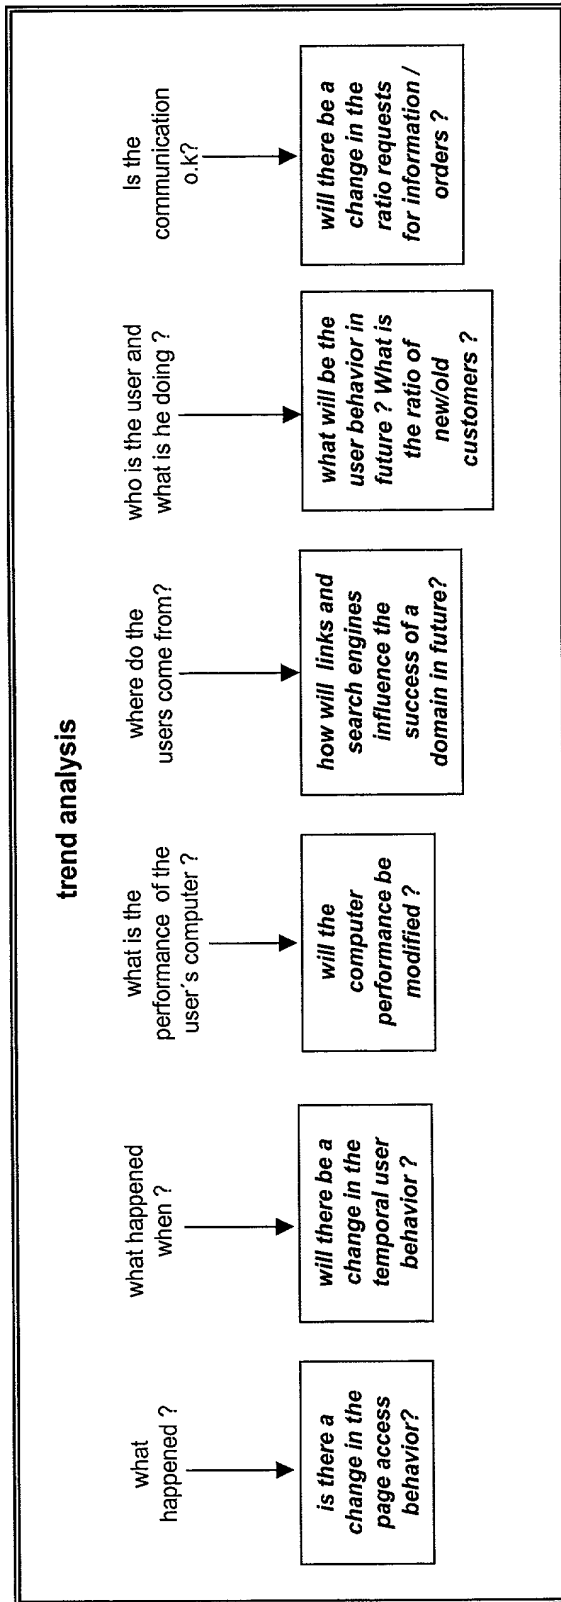 trend analysis
what
happened ?
is there a
change in the
page access
behavior?
what happened
when ?
will there be a
change in the
temporal user
behavior ?
what is the
performance of the
user´s computer ?
will the
computer
performance be
modified ?
where do the
users come from?
how will links and
search engines
influence the
success of a
domain in future?
who is the user and
what is he doing ?
what will be the
user behavior in
future ? What is
the ratio of
new/old
customers ?
Is the
communication
o.k?
will there be a
change in the
ratio requests
for information /
orders ?